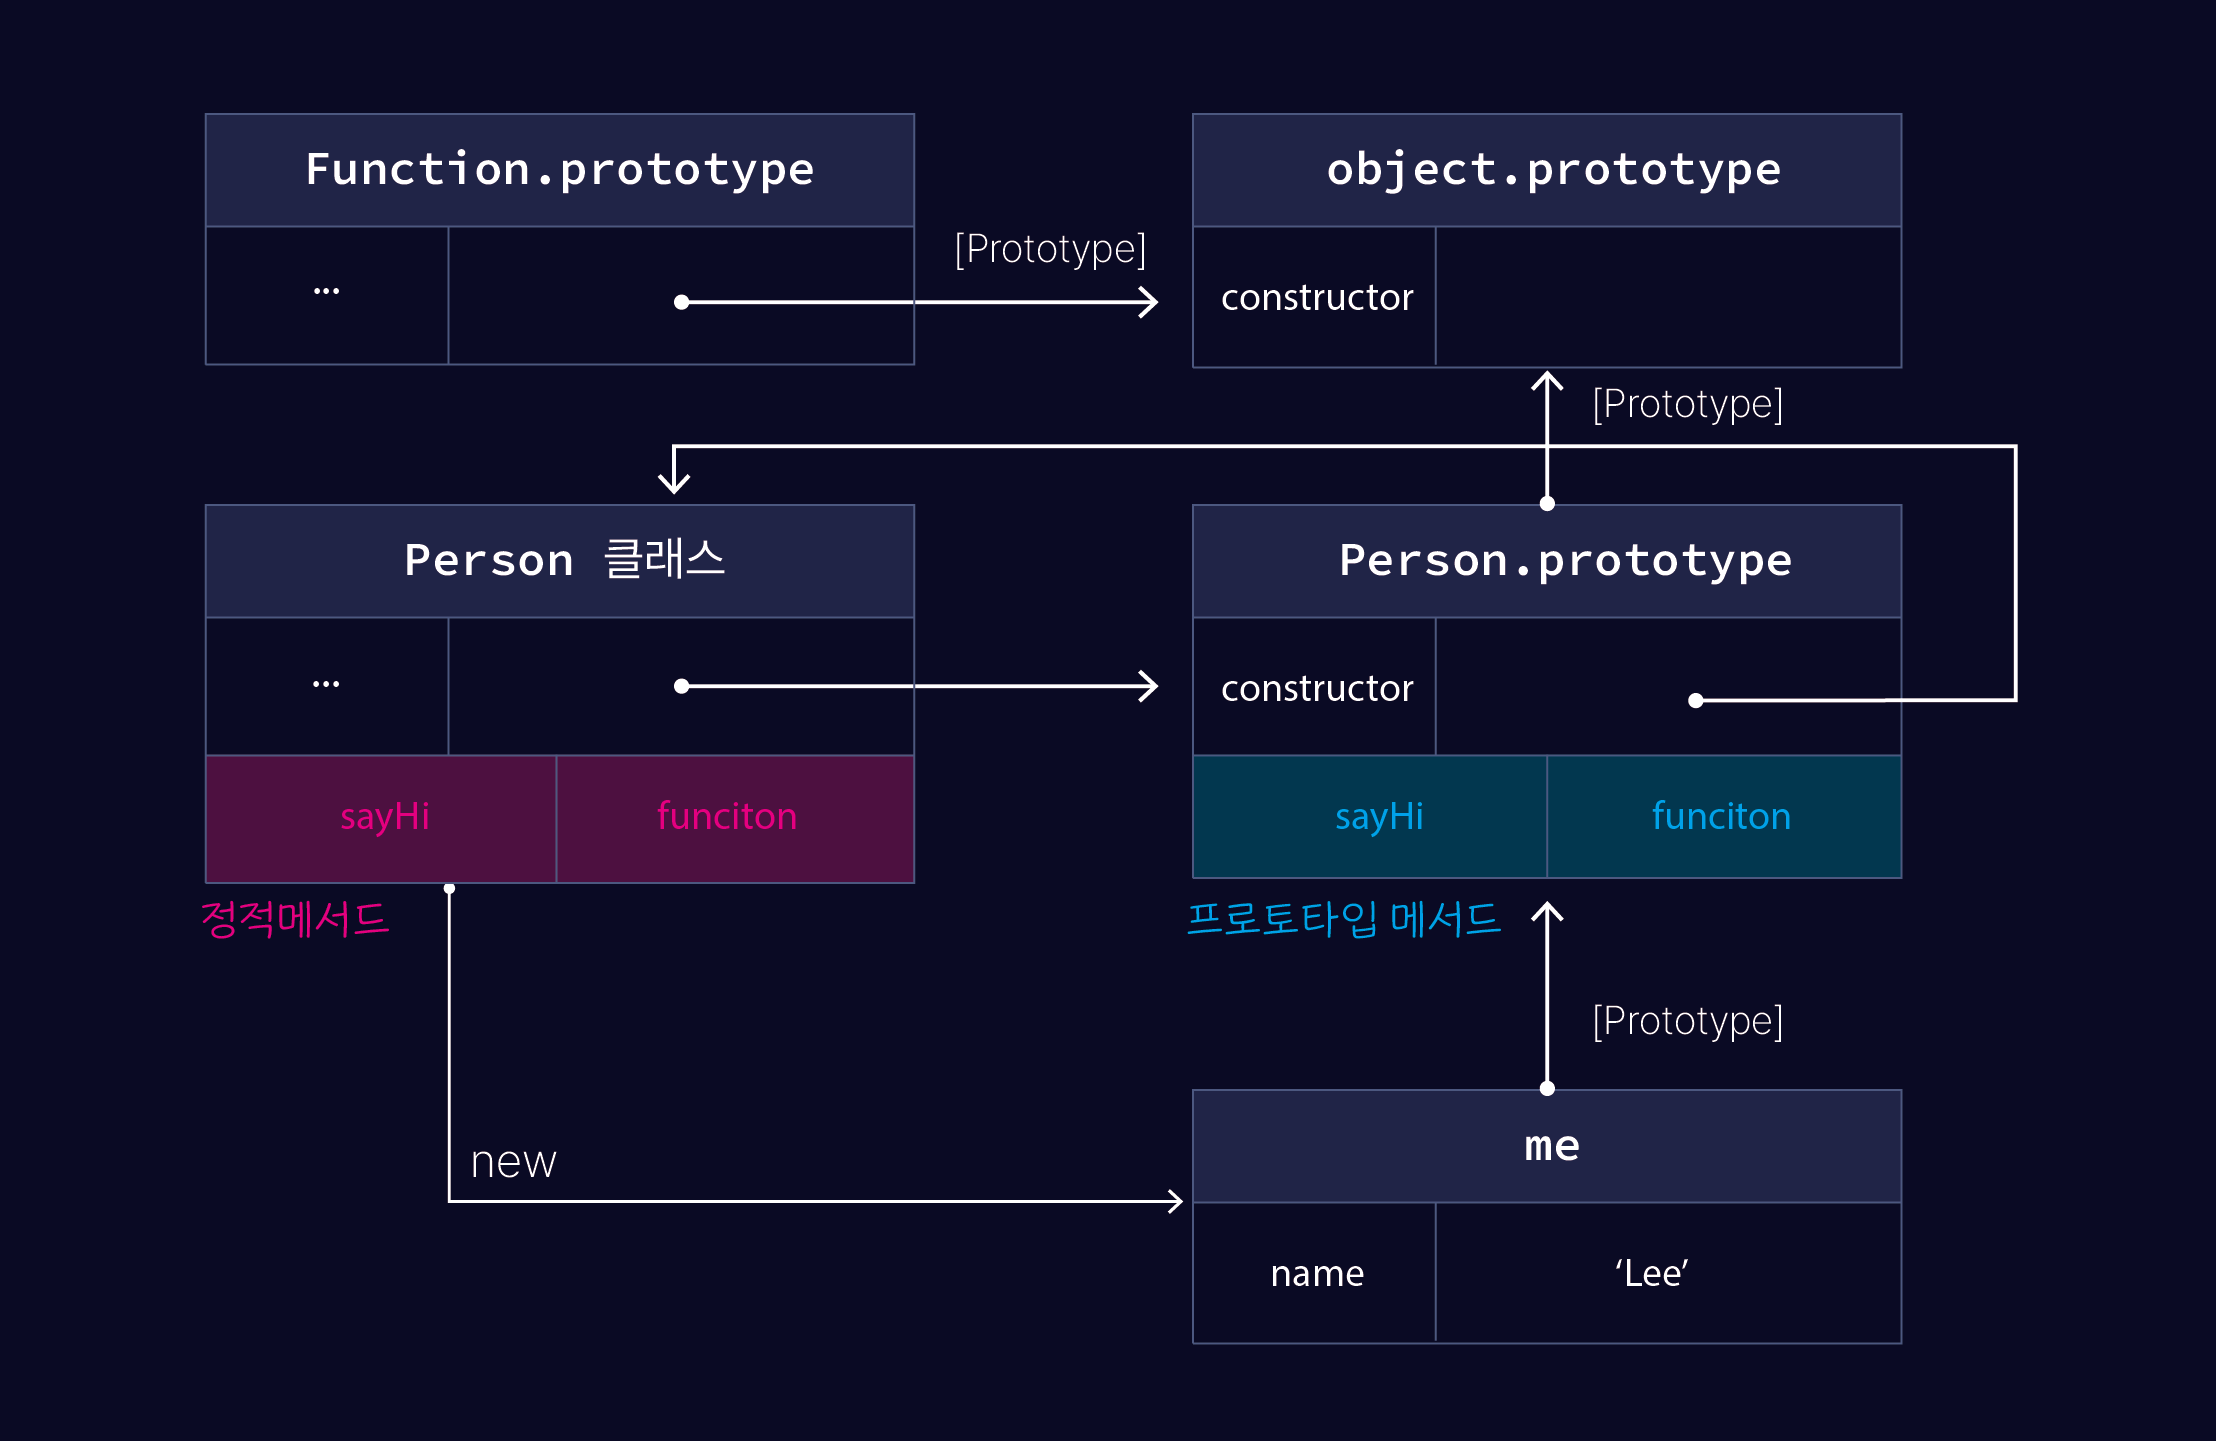 Function.prototype
object.prototype
[Prototype]
...
constructor
[Prototype]
Person 클래스
Person.prototype
...
constructor
sayHi
funciton
sayHi
funciton
정적메서드
프로토타입 메서드
[Prototype]
new
me
name
‘Lee’